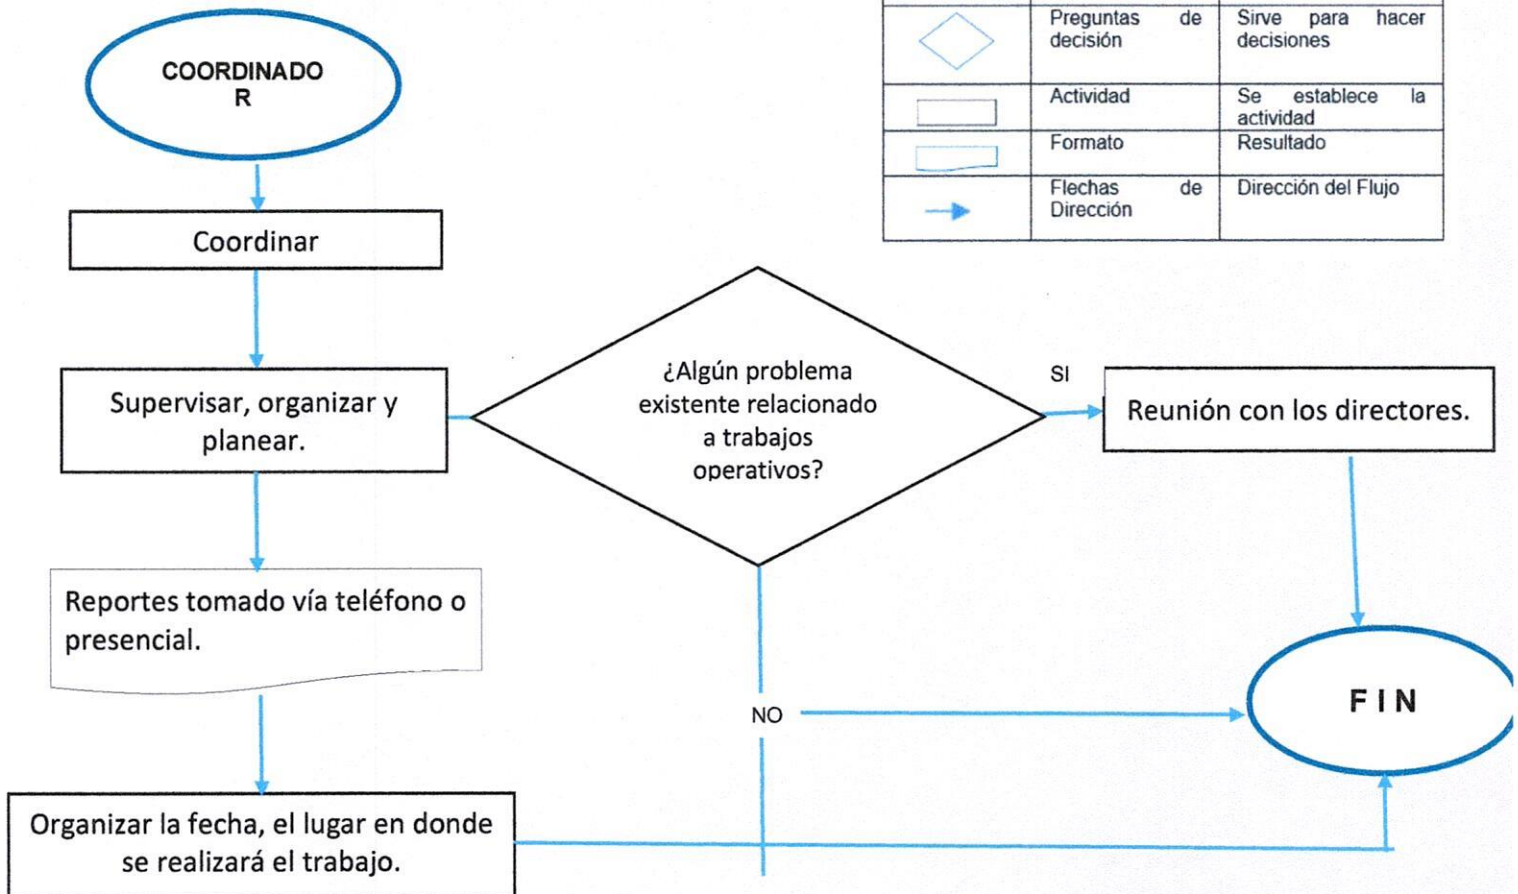 COORDINADO
R
Coordinar
Supervisar, organizar y
planear.
Reportes tomado vía teléfono o
presencial.
Organizar la fecha, el lugar en donde
se realizará el trabajo.
¿Algún problema
existente relacionado
a trabajos
operativos?
SI
Reunión con los directores.
NO
F I N
Preguntas de
decisión
Sirve para hacer
decisiones
Actividad
Se establece la
actividad
Formato
Resultado
Flechas de
Dirección
Dirección del Flujo